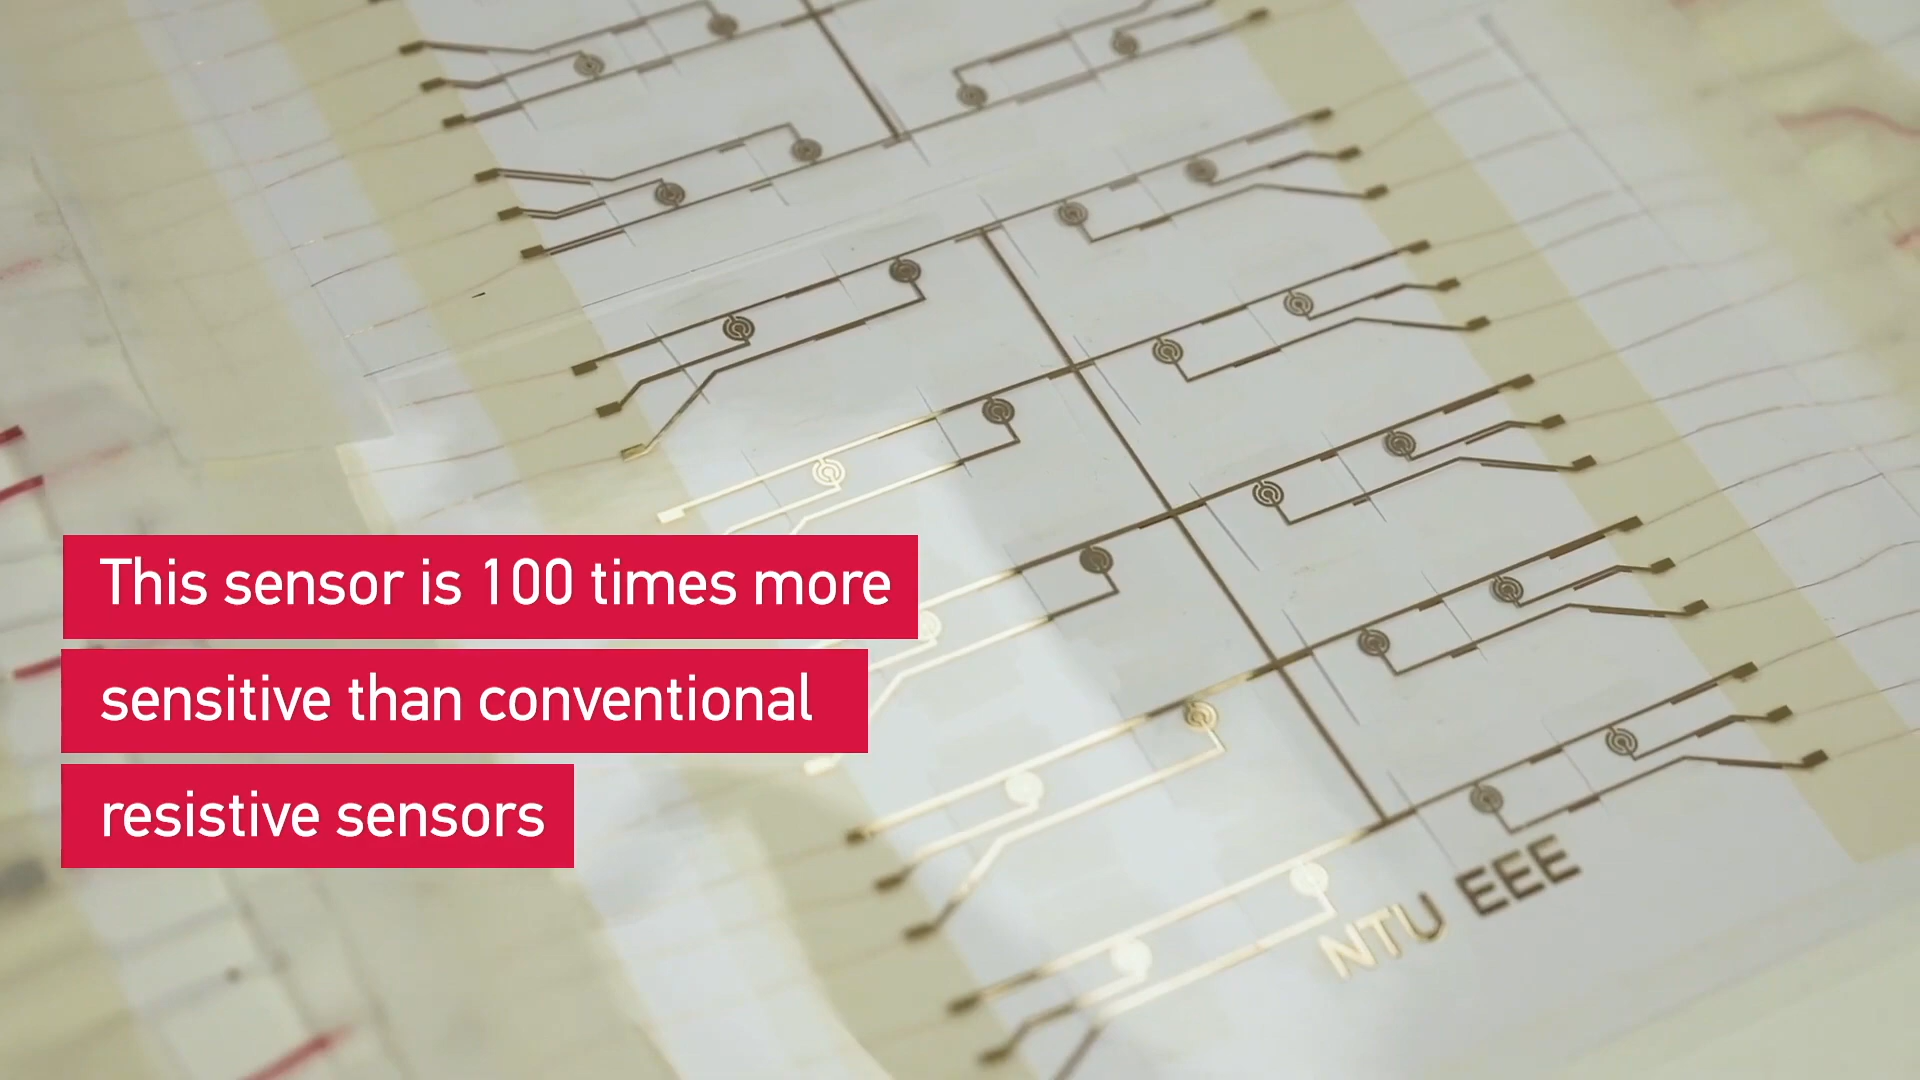 This sensor is 100 times more
sensitive than conventional
resistive sensors
NTU EEE